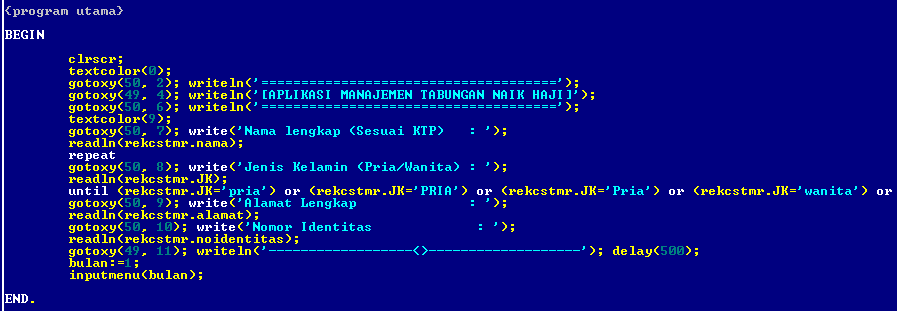 {program utama}
BEGIN
clrscr;
textcolor(0);
gotoxy(50, 2); writeln('=====================================');
gotoxy(49, 4); writeln('[APLIKASI MANAJEMEN TABUNGAN NAIK HAJI]');
gotoxy(50, 6); writeln('=====================================');
textcolor(9);
gotoxy(50, 7); write('Nama lengkap (Sesuai KTP)   : ');
readln(rekcstmr.nama);
repeat
gotoxy(50, 8); write('Jenis Kelamin (Pria/Wanita) : ');
readln(rekcstmr.JK);
until (rekcstmr.JK='pria') or (rekcstmr.JK='PRIA') or (rekcstmr.JK='Pria') or (rekcstmr.JK='wanita') or
gotoxy(50, 9); write('Alamat Lengkap               : ');
readln(rekcstmr.alamat);
gotoxy(50, 10); write('Nomor Identitas              : ');
readln(rekcstmr.noidentitas);
gotoxy(49, 11); writeln('-------------------<>--------------------'); delay(500);
bulan:=1;
inputmenu(bulan);
END.